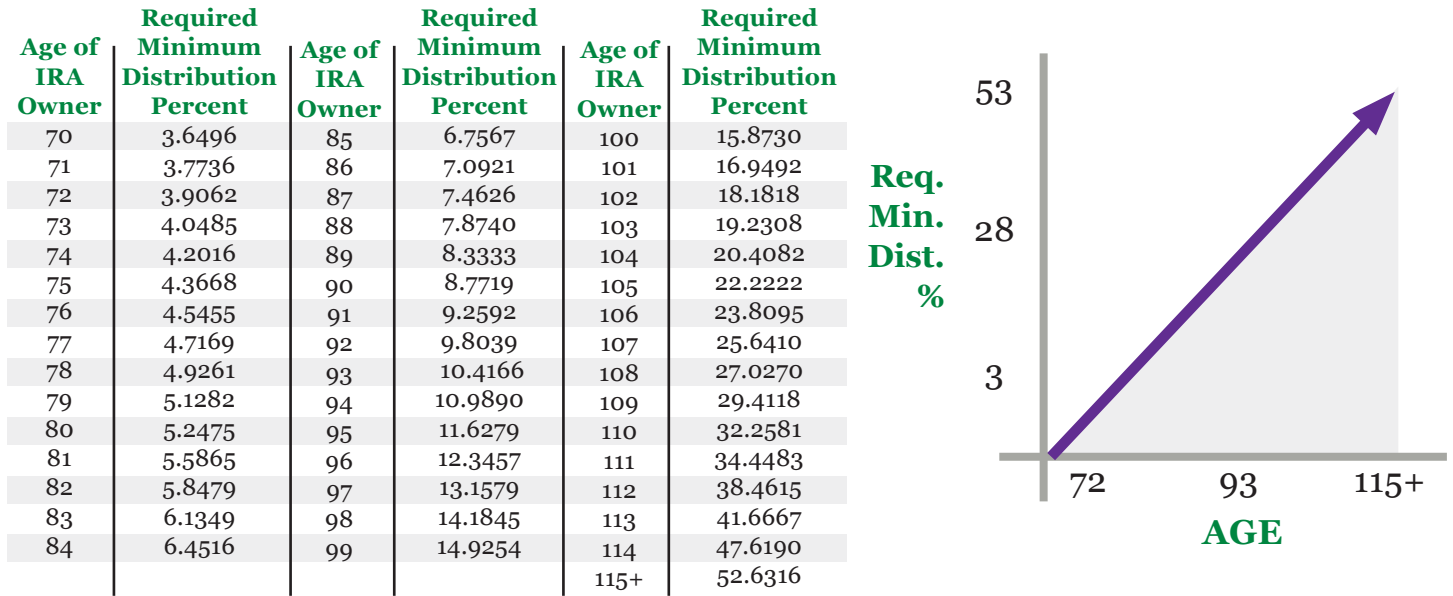 Age of IRA Owner Required Minimum Distribution Percent Age of IRA Owner Required Minimum Distribution Percent Age of IRA Owner Required Minimum Distribution Percent
70 3.6496 85 6.7567 100 15.8730
71 3.7736 86 7.0921 101 16.9492
72 3.9062 87 7.4626 102 18.1818
73 4.0485 88 7.8740 103 19.2308
74 4.2016 89 8.3333 104 20.4082
75 4.3668 90 8.7719 105 22.2222
76 4.5455 91 9.2592 106 23.8095
77 4.7169 92 9.8039 107 25.6410
78 4.9261 93 10.4166 108 27.0270
79 5.1282 94 10.9890 109 29.4118
80 5.2475 95 11.6279 110 32.2581
81 5.5865 96 12.3457 111 34.4483
82 5.8479 97 13.1579 112 38.4615
83 6.1349 98 14.1845 113 41.6667
84 6.4516 99 14.9254 114 47.6190
115+ 52.6316
Req.
Min.
Dist.
%
53
28
3
72 93 115+
AGE